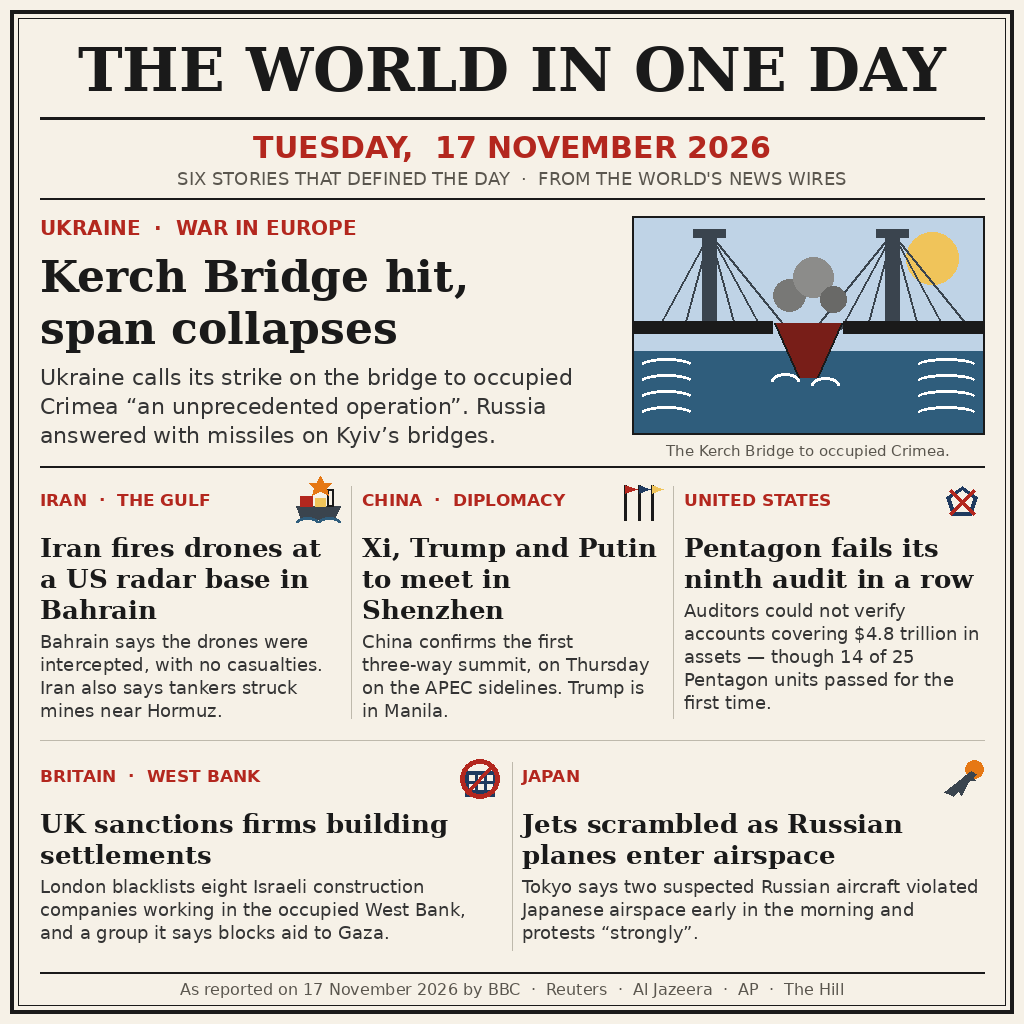 THE WORLD IN ONE DAY
TUESDAY, 17 NOVEMBER 2026
SIX STORIES THAT DEFINED THE DAY · FROM THE WORLD'S NEWS WIRES
UKRAINE · WAR IN EUROPE
Kerch Bridge hit,
span collapses
Ukraine calls its strike on the bridge to occupied
Crimea “an unprecedented operation”. Russia
answered with missiles on Kyiv’s bridges.
The Kerch Bridge to occupied Crimea.
IRAN · THE GULF
Iran fires drones at
a US radar base in
Bahrain
Bahrain says the drones were
intercepted, with no casualties.
Iran also says tankers struck
mines near Hormuz.
CHINA · DIPLOMACY
Xi, Trump and Putin
to meet in
Shenzhen
China confirms the first
three-way summit, on Thursday
on the APEC sidelines. Trump is
in Manila.
UNITED STATES
Pentagon fails its
ninth audit in a row
Auditors could not verify
accounts covering $4.8 trillion in
assets — though 14 of 25
Pentagon units passed for the
first time.
BRITAIN · WEST BANK
UK sanctions firms building
settlements
London blacklists eight Israeli construction
companies working in the occupied West Bank,
and a group it says blocks aid to Gaza.
JAPAN
Jets scrambled as Russian
planes enter airspace
Tokyo says two suspected Russian aircraft violated
Japanese airspace early in the morning and
protests “strongly”.
As reported on 17 November 2026 by BBC · Reuters · Al Jazeera · AP · The Hill